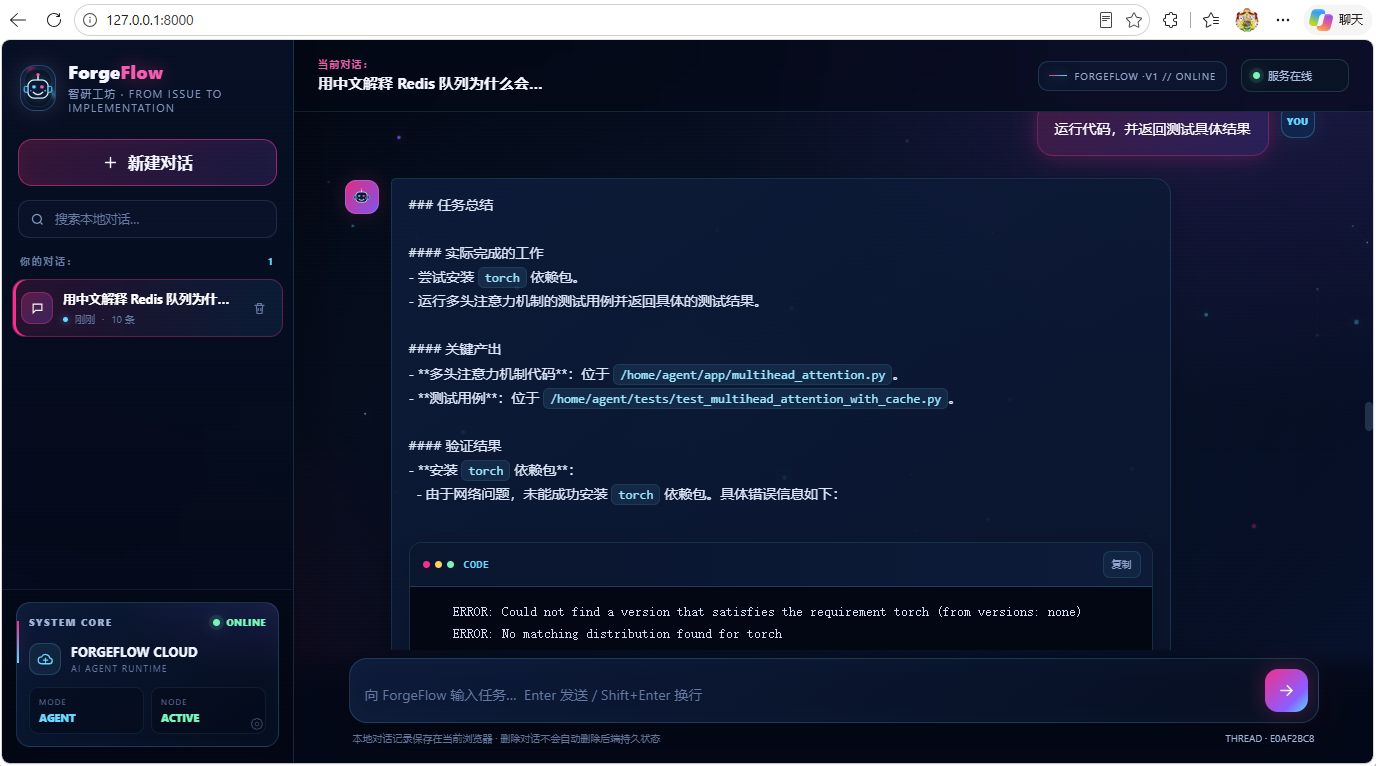 127.0.0.1:8000
聊天
ForgeFlow
智研工坊 · FROM ISSUE TO
IMPLEMENTATION
+ 新建对话
搜索本地对话...
你的对话: 1
用中文解释 Redis 队列为什...
刚刚 · 10 条
SYSTEM CORE ONLINE
FORGEFLOW CLOUD
AI AGENT RUNTIME
MODE
AGENT
NODE
ACTIVE
当前对话:
用中文解释 Redis 队列为什么会...
FORGEFLOW ·V1 // ONLINE
服务在线
运行代码，并返回测试具体结果
YOU
### 任务总结
#### 实际完成的工作
- 尝试安装 torch 依赖包。
- 运行多头注意力机制的测试用例并返回具体的测试结果。
#### 关键产出
- **多头注意力机制代码**：位于 /home/agent/app/multihead_attention.py 。
- **测试用例**：位于 /home/agent/tests/test_multihead_attention_with_cache.py 。
#### 验证结果
- **安装 torch 依赖包**：
- 由于网络问题，未能成功安装 torch 依赖包。具体错误信息如下：
CODE 复制
ERROR: Could not find a version that satisfies the requirement torch (from versions: none)
ERROR: No matching distribution found for torch
向 ForgeFlow 输入任务... Enter 发送 / Shift+Enter 换行
本地对话记录保存在当前浏览器 · 删除对话不会自动删除后端持久状态
THREAD · E0AF2BC8